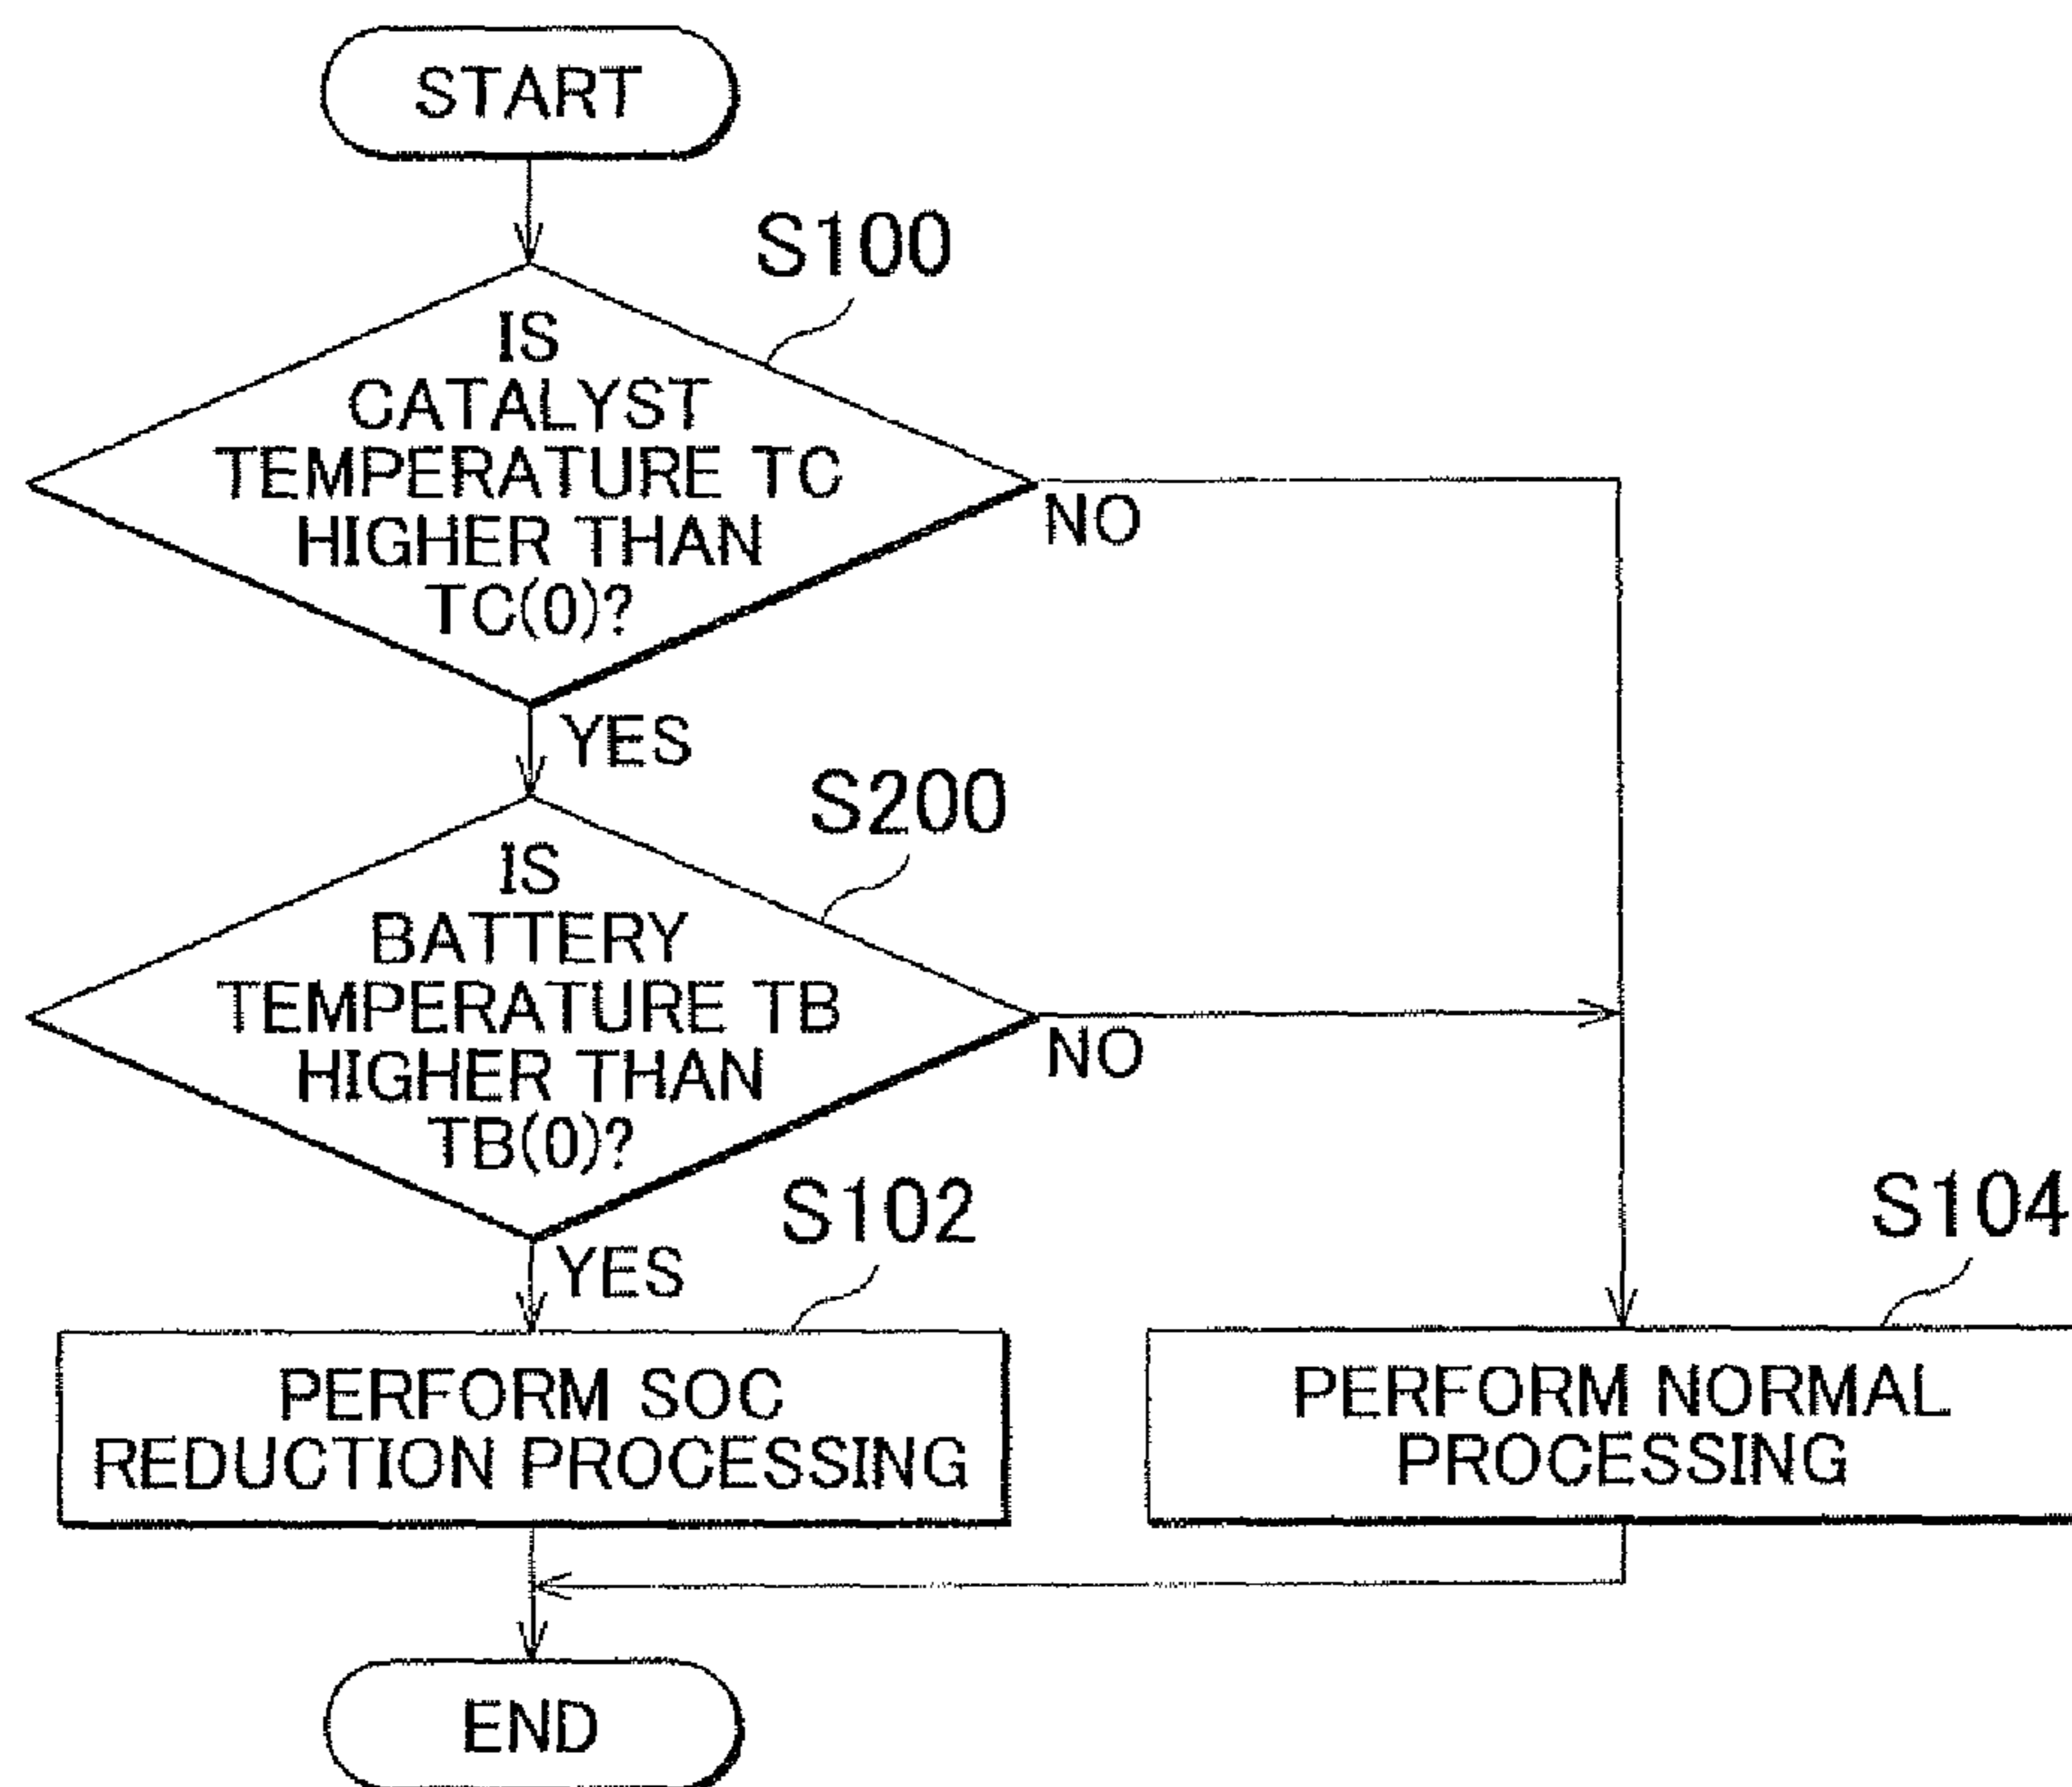 START
S100
IS
CATALYST
TEMPERATURE TC
HIGHER THAN
TC(0)?
NO
YES
S200
IS
BATTERY
TEMPERATURE TB
HIGHER THAN
TB(0)?
NO
YES
S102
PERFORM SOC
REDUCTION PROCESSING
S104
PERFORM NORMAL
PROCESSING
END